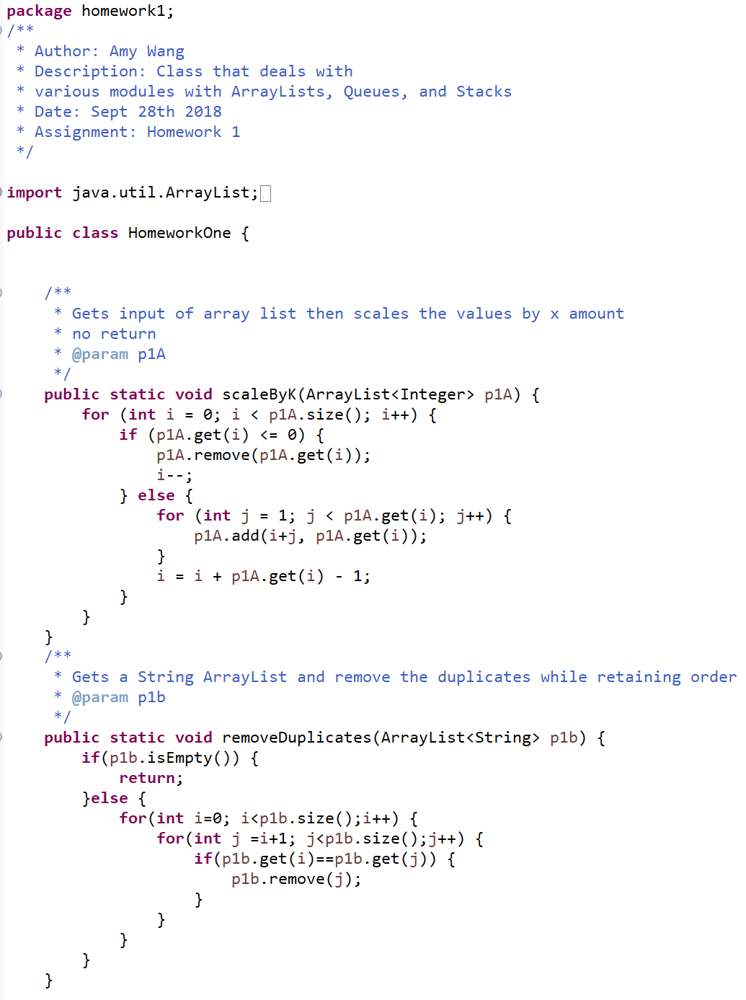 package homework1;
/**
 * Author: Amy Wang
 * Description: Class that deals with
 * various modules with ArrayLists, Queues, and Stacks
 * Date: Sept 28th 2018
 * Assignment: Homework 1
 */

import java.util.ArrayList;

public class HomeworkOne {


    /**
     * Gets input of array list then scales the values by x amount
     * no return
     * @param p1A
     */
    public static void scaleByK(ArrayList<Integer> p1A) {
        for (int i = 0; i < p1A.size(); i++) {
            if (p1A.get(i) <= 0) {
                p1A.remove(p1A.get(i));
                i--;
            } else {
                for (int j = 1; j < p1A.get(i); j++) {
                    p1A.add(i+j, p1A.get(i));
                }
                i = i + p1A.get(i) - 1;
            }
        }
    }
    /**
     * Gets a String ArrayList and remove the duplicates while retaining order
     * @param p1b
     */
    public static void removeDuplicates(ArrayList<String> p1b) {
        if(p1b.isEmpty()) {
            return;
        }else {
            for(int i=0; i<p1b.size();i++) {
                for(int j =i+1; j<p1b.size();j++) {
                    if(p1b.get(i)==p1b.get(j)) {
                        p1b.remove(j);
                    }
                }
            }
        }
    }